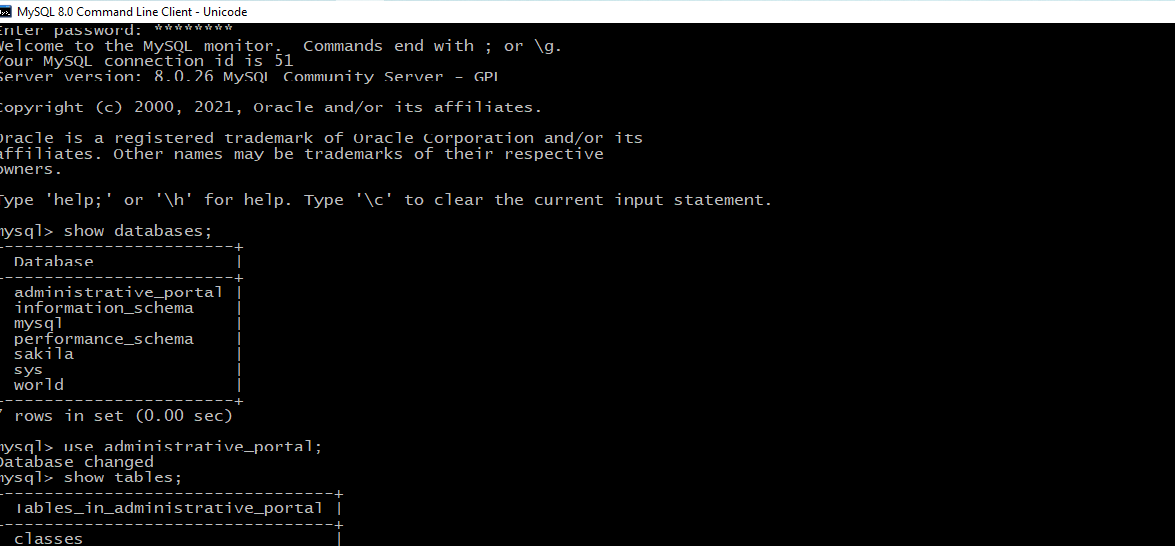 MySQL 8.0 Command Line Client - Unicode
Enter password: ********
Welcome to the MySQL monitor.  Commands end with ; or \g.
Your MySQL connection id is 51
Server version: 8.0.26 MySQL Community Server - GPL
Copyright (c) 2000, 2021, Oracle and/or its affiliates.
Oracle is a registered trademark of Oracle Corporation and/or its
affiliates. Other names may be trademarks of their respective
owners.
Type 'help;' or '\h' for help. Type '\c' to clear the current input statement.
mysql> show databases;
+-----------------------+
| Database              |
+-----------------------+
| administrative_portal |
| information_schema    |
| mysql                 |
| performance_schema    |
| sakila                |
| sys                   |
| world                 |
+-----------------------+
7 rows in set (0.00 sec)
mysql> use administrative_portal;
Database changed
mysql> show tables;
+---------------------------------+
| Tables_in_administrative_portal |
+---------------------------------+
| classes                         |